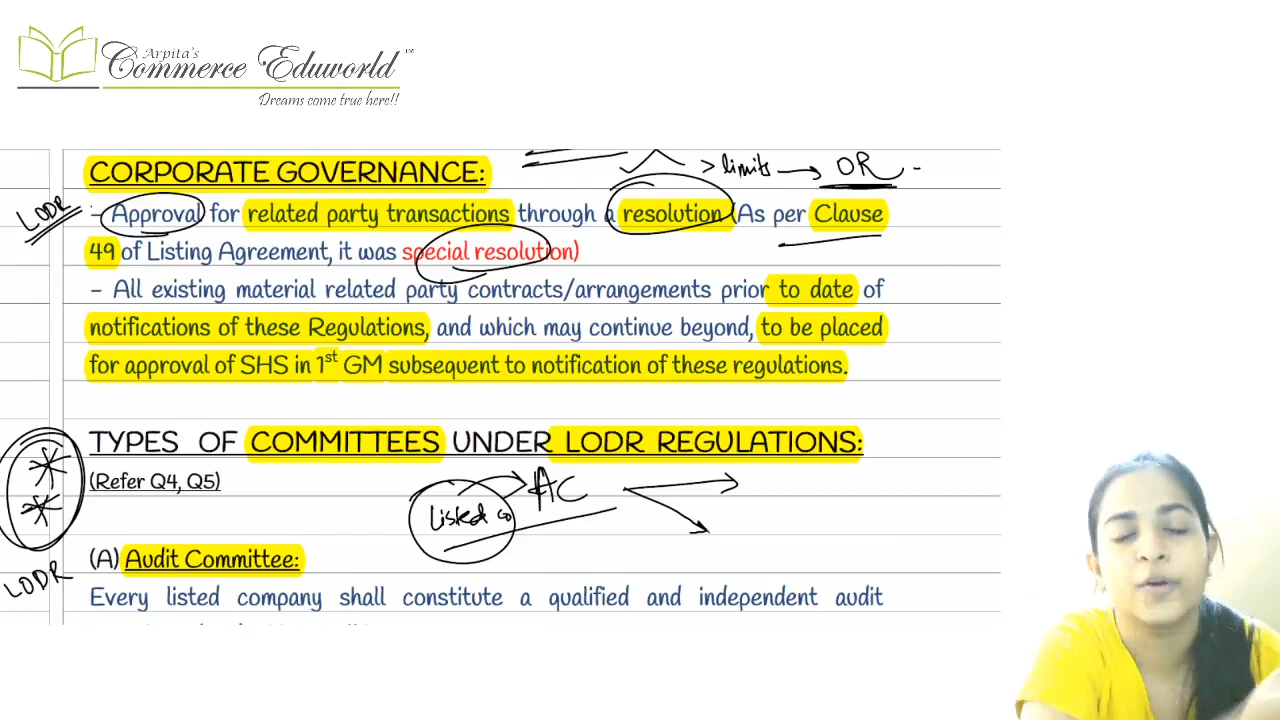 Arpita's
Commerce Eduworld™
Dreams come true here!!
CORPORATE GOVERNANCE:
> limits → OR -
LODR
- Approval for related party transactions through a resolution (As per Clause
49 of Listing Agreement, it was special resolution)
- All existing material related party contracts/arrangements prior to date of
notifications of these Regulations, and which may continue beyond, to be placed
for approval of SHS in 1st GM subsequent to notification of these regulations.
TYPES OF COMMITTEES UNDER LODR REGULATIONS:
(Refer Q4, Q5)
AC
Listed co
(A) Audit Committee:
LODR
Every listed company shall constitute a qualified and independent audit